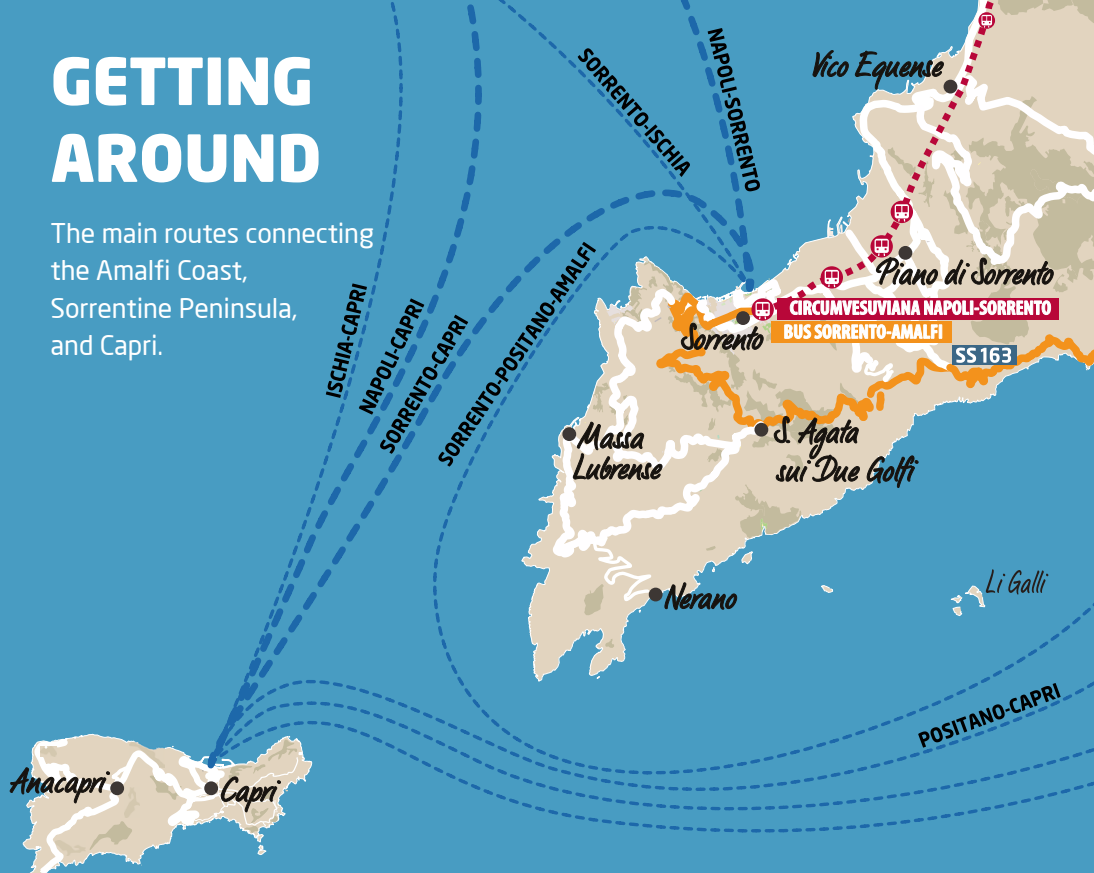 GETTING
AROUND
The main routes connecting
the Amalfi Coast,
Sorrentine Peninsula,
and Capri.
ISCHIA-CAPRI
NAPOLI-CAPRI
SORRENTO-CAPRI
SORRENTO-POSITANO-AMALFI
SORRENTO-ISCHIA
NAPOLI-SORRENTO
Vico Equense
Piano di Sorrento
CIRCUMVESUVIANA NAPOLI-SORRENTO
Sorrento
BUS SORRENTO-AMALFI
SS 163
Massa
Lubrense
S. Agata
sui Due Golfi
Nerano
Li Galli
POSITANO-CAPRI
Anacapri
Capri